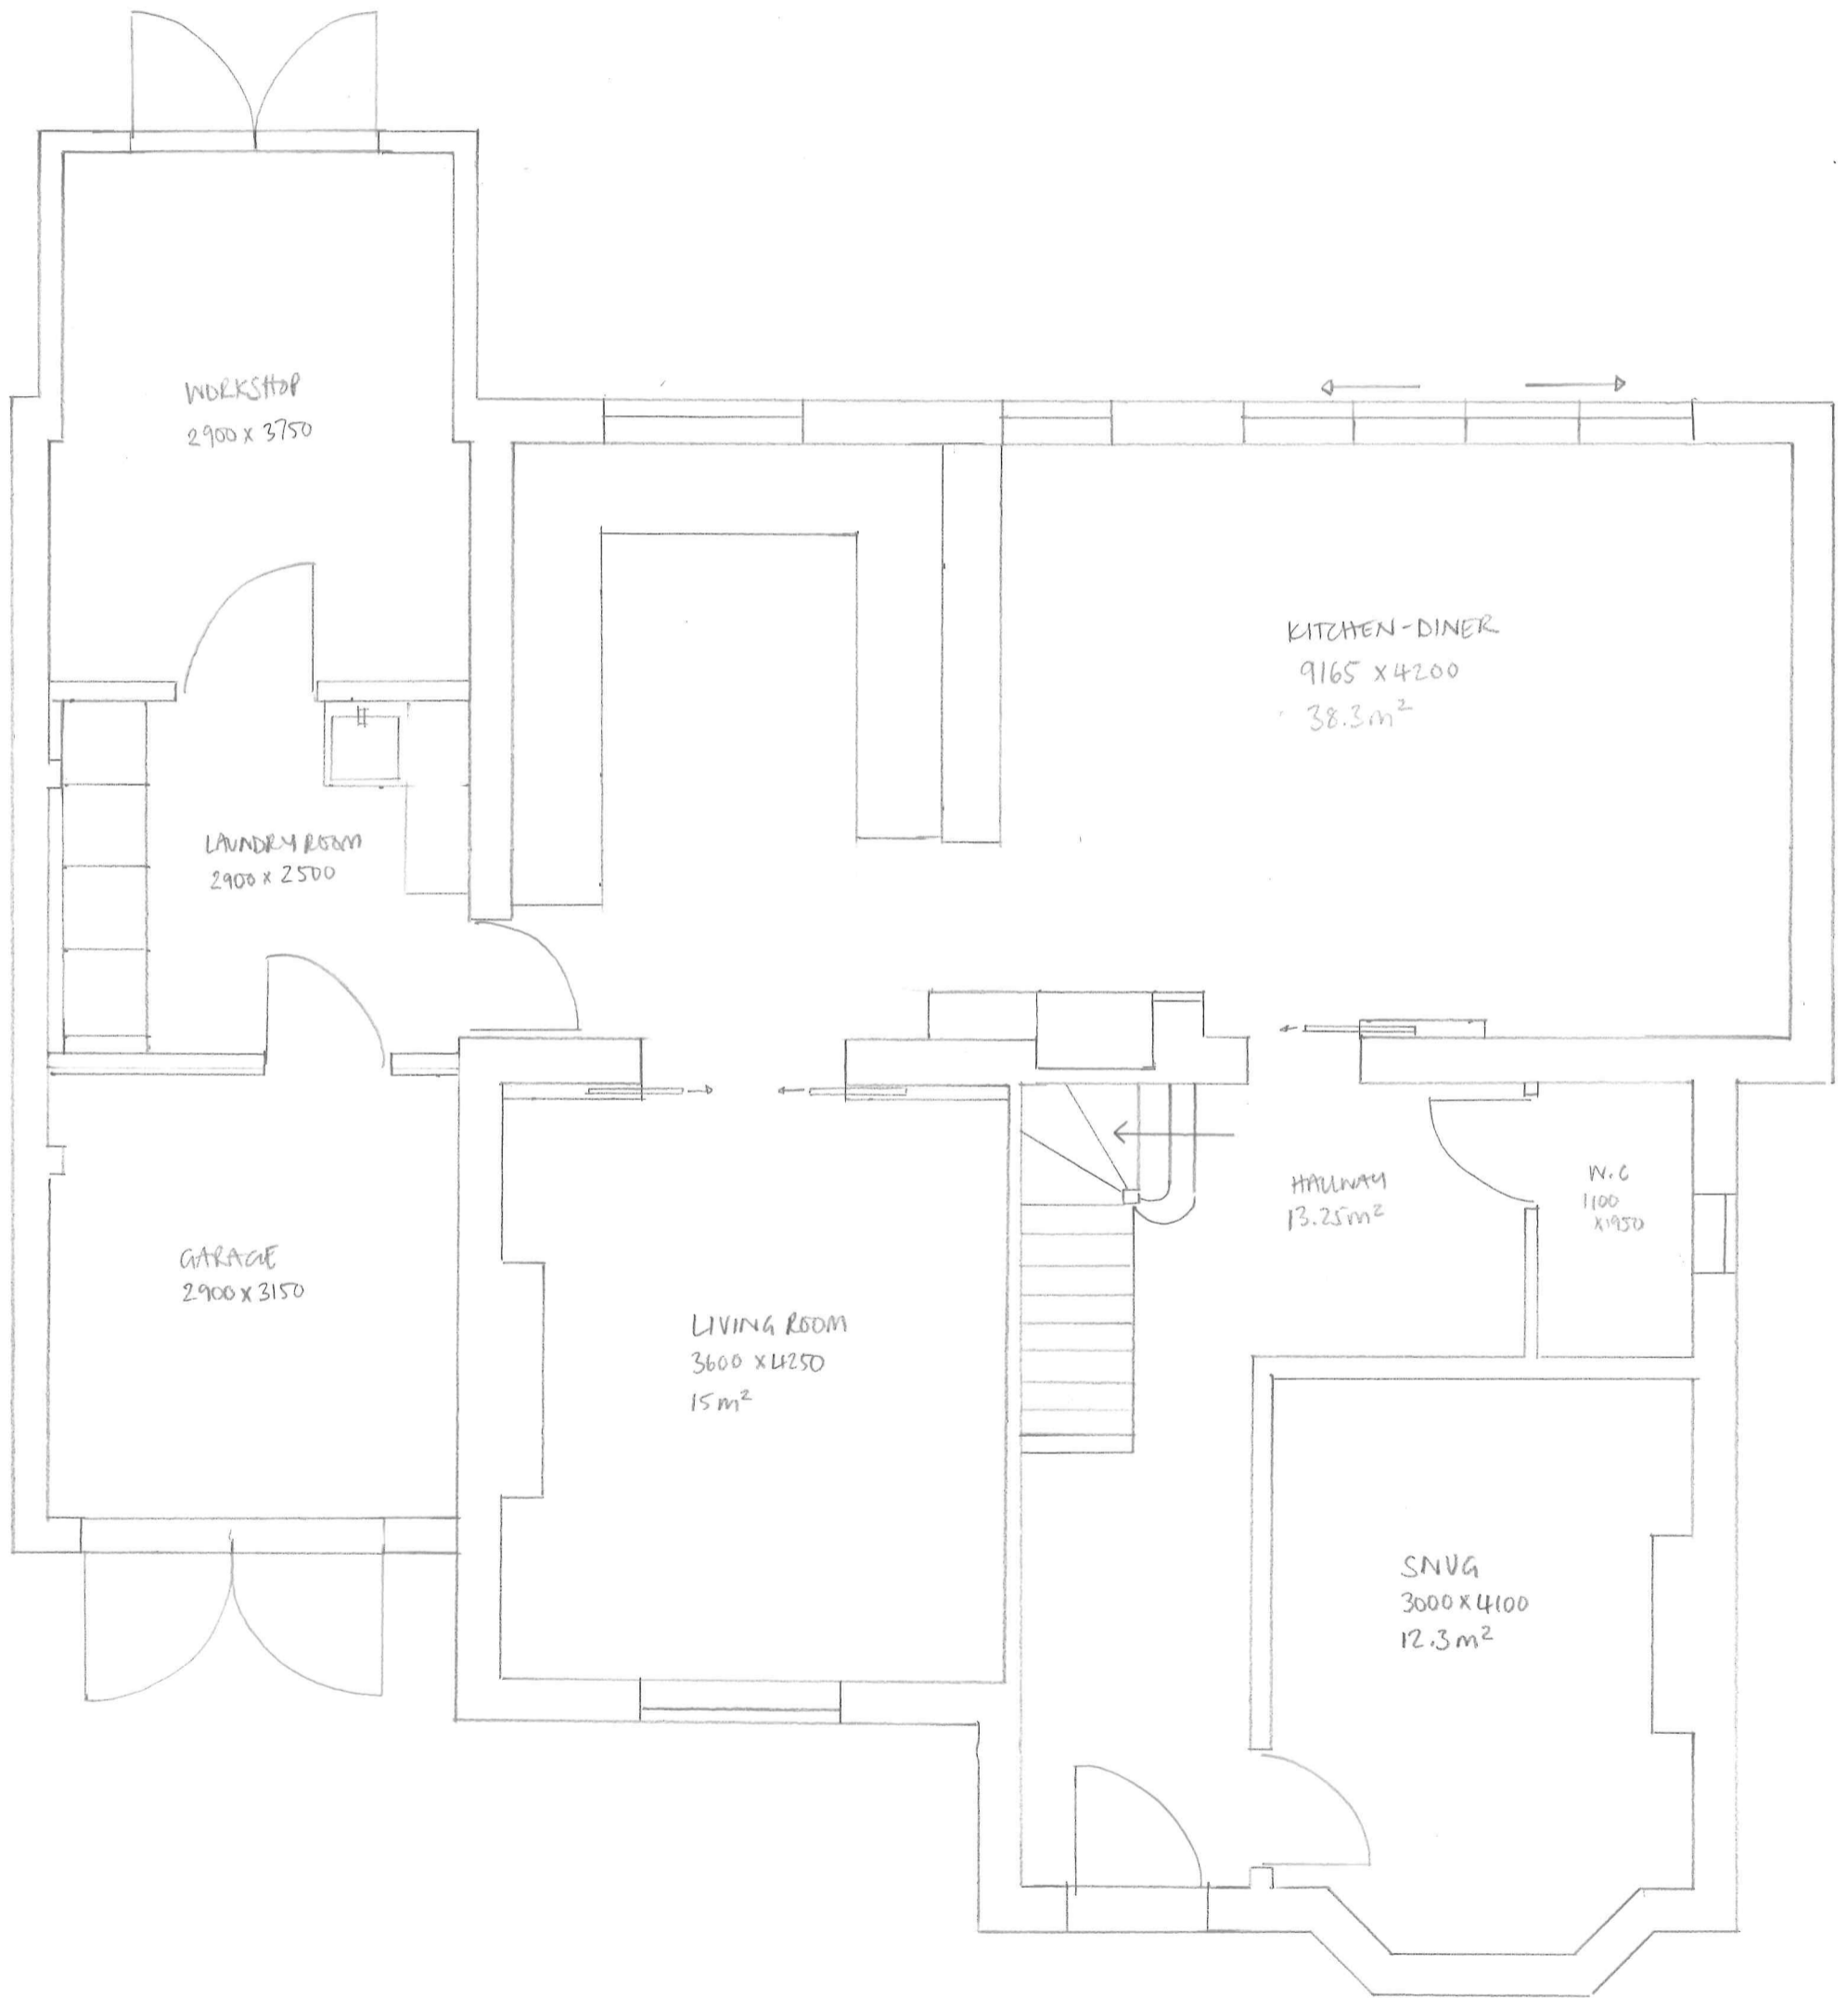 WORKSHOP
2900 x 3750
KITCHEN-DINER
9165 x 4200
38.3m²
LAUNDRY ROOM
2900 x 2500
HALLWAY
13.25m²
W.C
1100
x1950
GARAGE
2900 x 3150
LIVING ROOM
3600 x 4250
15m²
SNUG
3000 x 4100
12.3m²